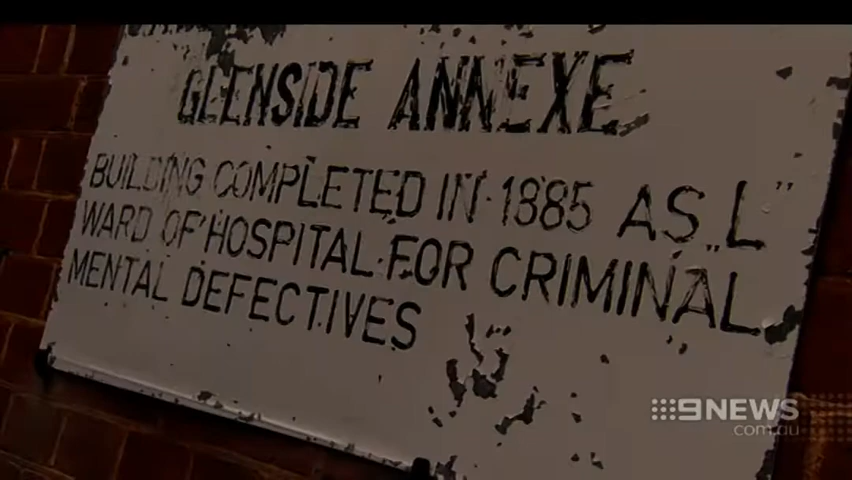 GLENSIDE ANNEXE
BUILDING COMPLETED IN 1885 AS "L"
WARD OF HOSPITAL FOR CRIMINAL
MENTAL DEFECTIVES
9NEWS
com.au